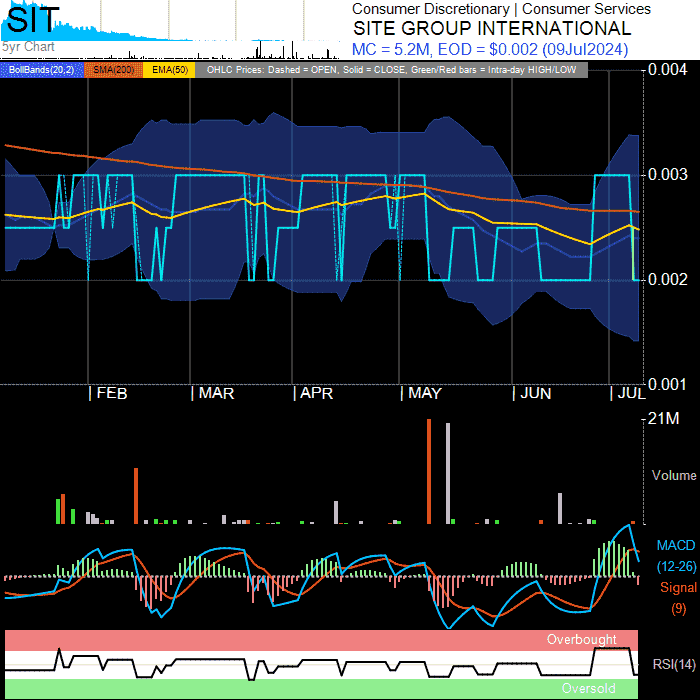 SIT
5yr Chart
Consumer Discretionary | Consumer Services
SITE GROUP INTERNATIONAL
MC = 5.2M, EOD = $0.002 (09Jul2024)
BollBands(20,2) SMA(200) EMA(50) OHLC Prices: Dashed = OPEN, Solid = CLOSE, Green/Red bars = Intra-day HIGH/LOW
0.004
0.003
0.002
0.001
| FEB | MAR | APR | MAY | JUN | JUL
21M
Volume
MACD
(12-26)
Signal
(9)
Overbought
RSI(14)
Oversold